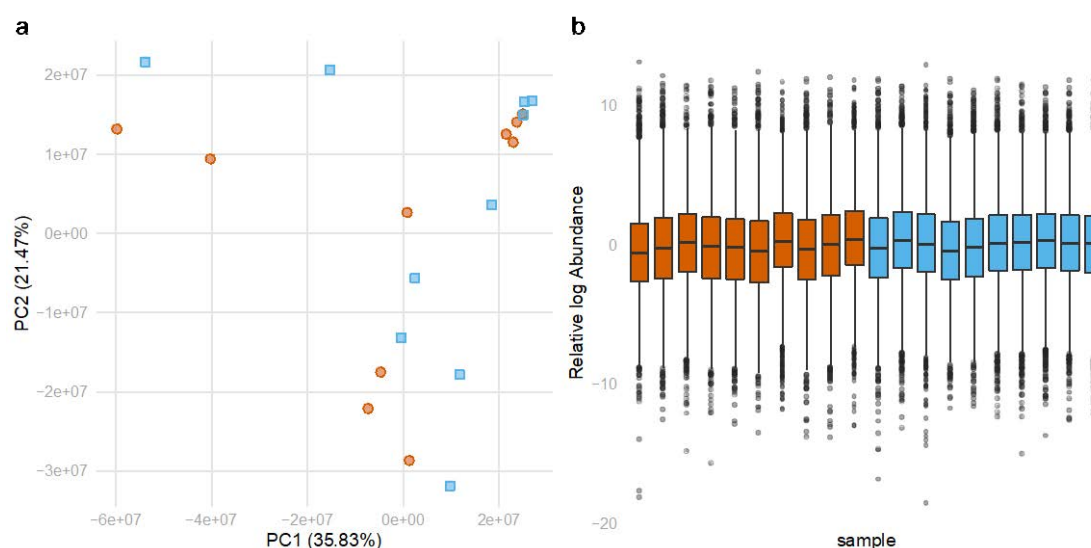 a
b
2e+07
1e+07
0e+00
−1e+07
−2e+07
−3e+07
PC2 (21.47%)
−6e+07 −4e+07 −2e+07 0e+00 2e+07
PC1 (35.83%)
10
0
−10
−20
Relative log Abundance
sample